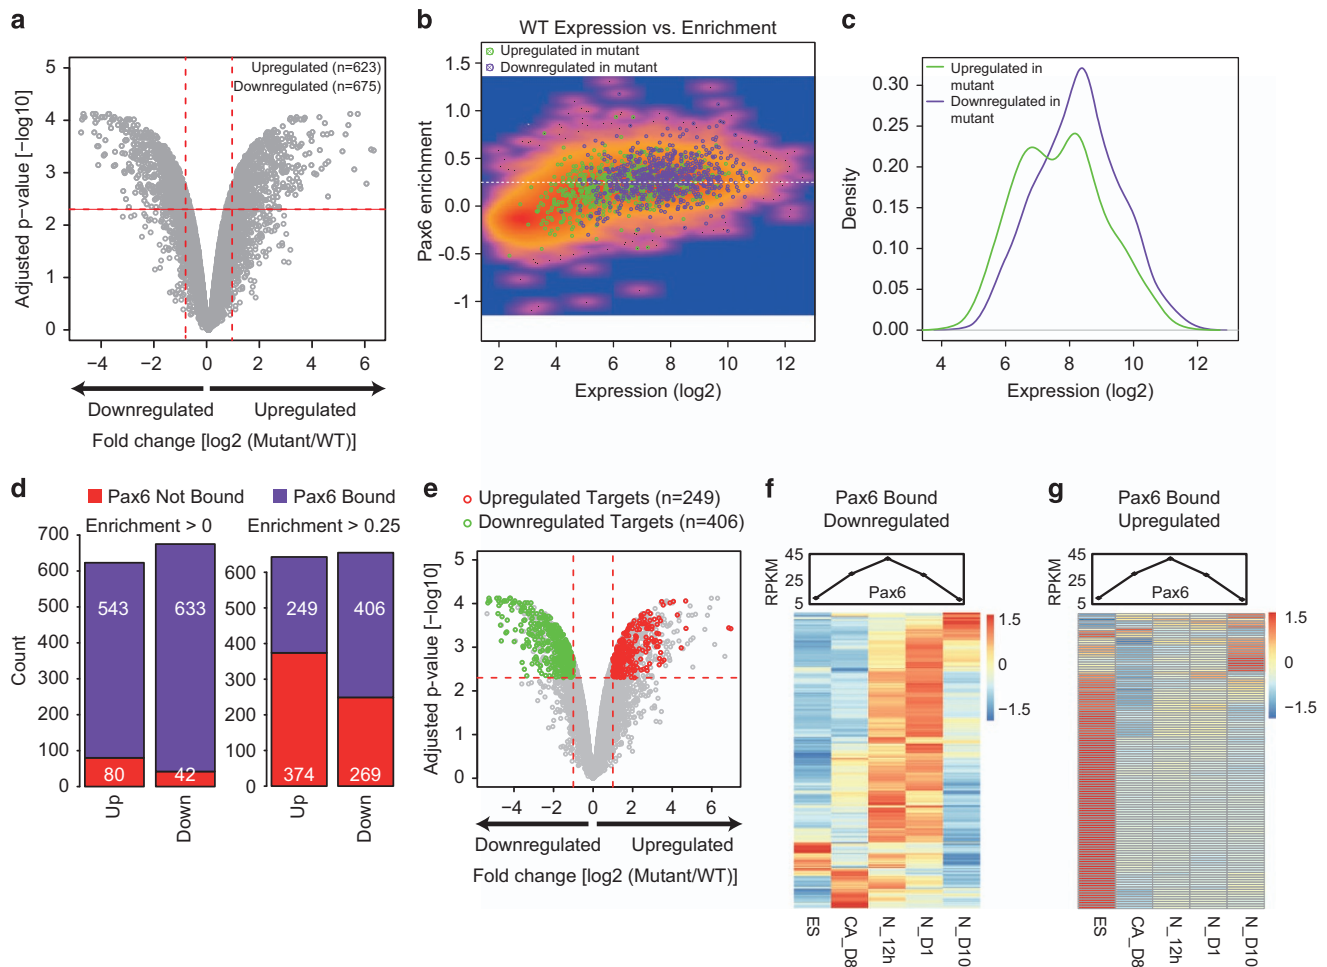 a
Upregulated (n=623)
Downregulated (n=675)
Adjusted p−value [−log10]
5
4
3
2
1
0
−4
−2
0
2
4
6
Downregulated
Upregulated
Fold change [log2 (Mutant/WT)]
b
WT Expression vs. Enrichment
Upregulated in mutant
Downregulated in mutant
Pax6 enrichment
1.5
1.0
0.5
0.0
−0.5
−1
2
4
6
8
10
12
Expression (log2)
c
Upregulated in
mutant
Downregulated in
mutant
Density
0.30
0.25
0.20
0.15
0.10
0.05
0.00
4
6
8
10
12
Expression (log2)
d
Pax6 Not Bound
Pax6 Bound
Enrichment > 0
Enrichment > 0.25
Count
700
600
500
400
300
200
100
0
543
633
80
42
Up
Down
600
500
400
300
200
100
0
249
406
374
269
Up
Down
e
Upregulated Targets (n=249)
Downregulated Targets (n=406)
Adjusted p−value [−log10]
5
4
3
2
1
0
−4
−2
0
2
4
6
Downregulated
Upregulated
Fold change [log2 (Mutant/WT)]
f
Pax6 Bound
Downregulated
RPKM
45
25
5
Pax6
1.5
0
−1.5
ES
CA_D8
N_12h
N_D1
N_D10
g
Pax6 Bound
Upregulated
RPKM
45
25
5
Pax6
1.5
0
−1.5
ES
CA_D8
N_12h
N_D1
N_D10